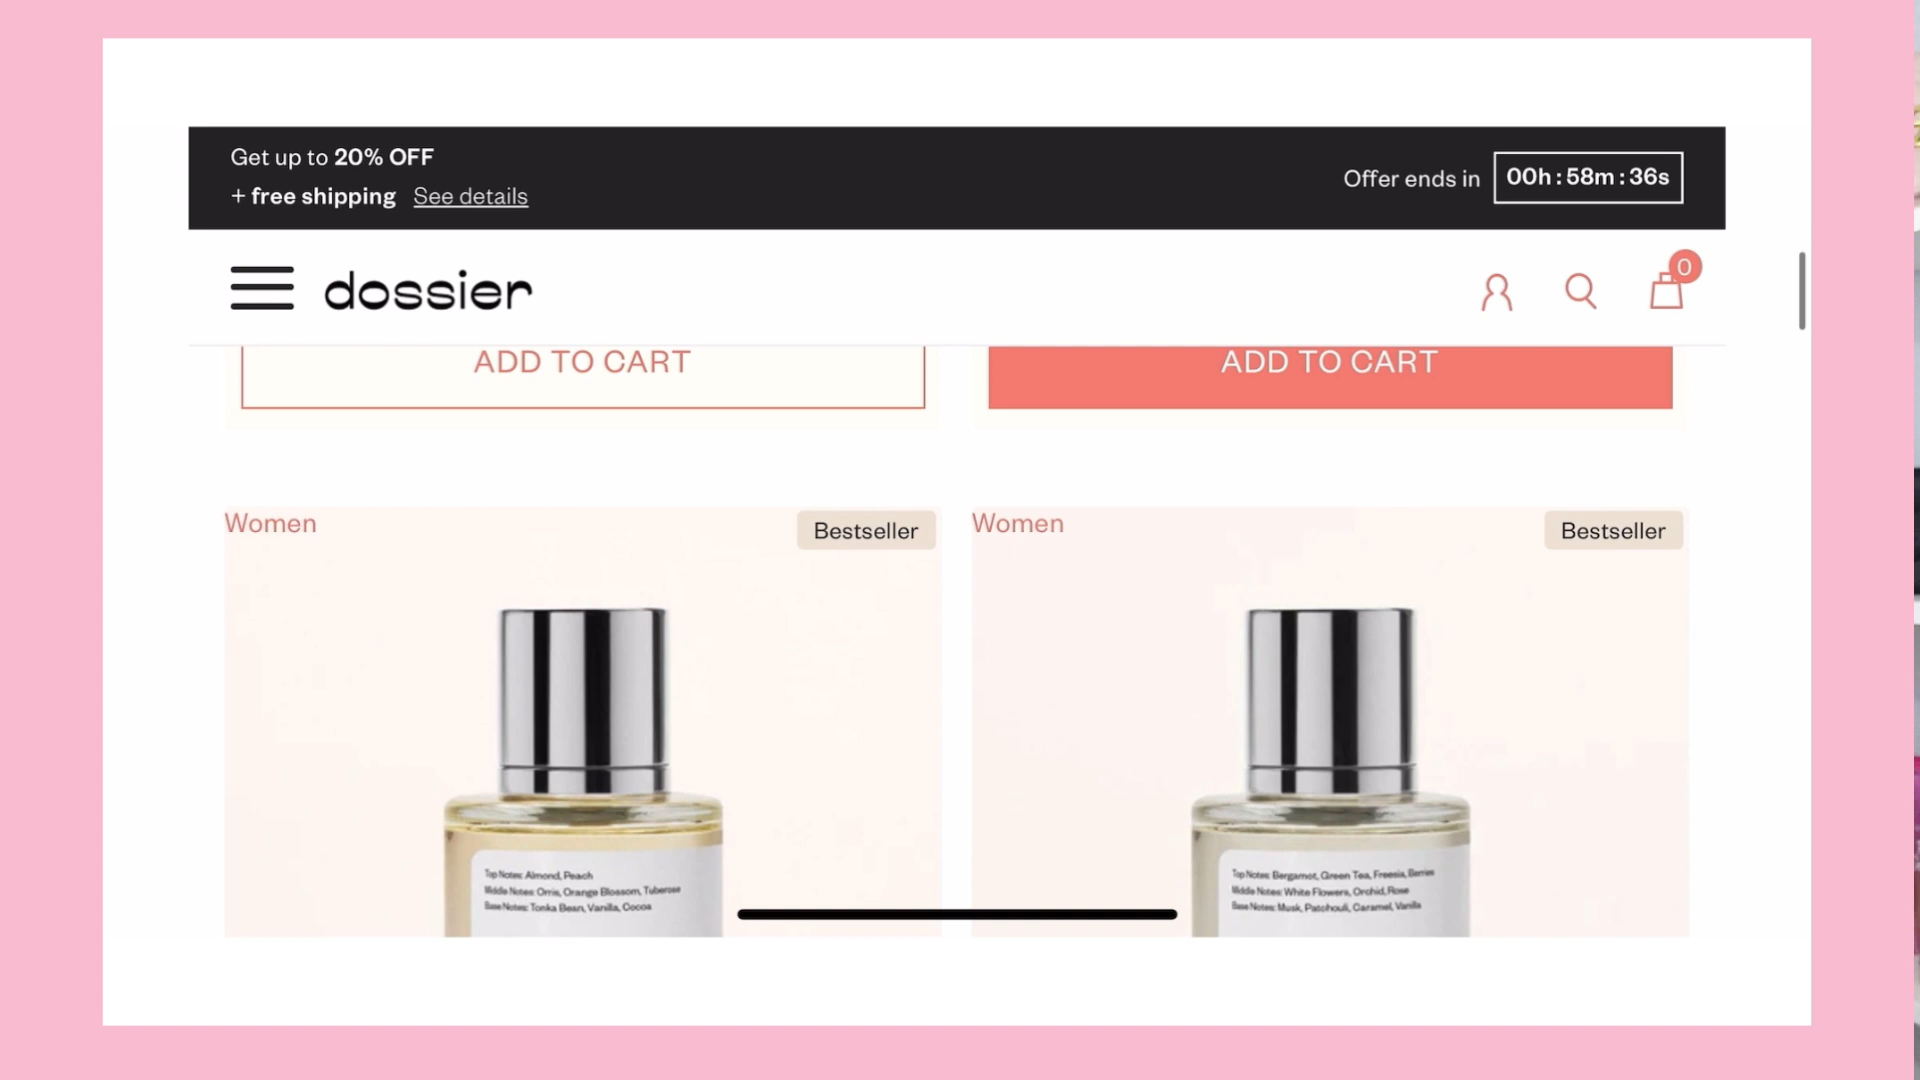 Get up to 20% OFF
+ free shipping See details
Offer ends in 00h : 58m : 36s
dossier
0
ADD TO CART
ADD TO CART
Women
Bestseller
Women
Bestseller
Top Notes: Almond, Peach
Middle Notes: Orris, Orange Blossom, Tuberose
Base Notes: Tonka Bean, Vanilla, Cocoa
Top Notes: Bergamot, Green Tea, Freesia, Berries
Middle Notes: White Flowers, Orchid, Rose
Base Notes: Musk, Patchouli, Caramel, Vanilla